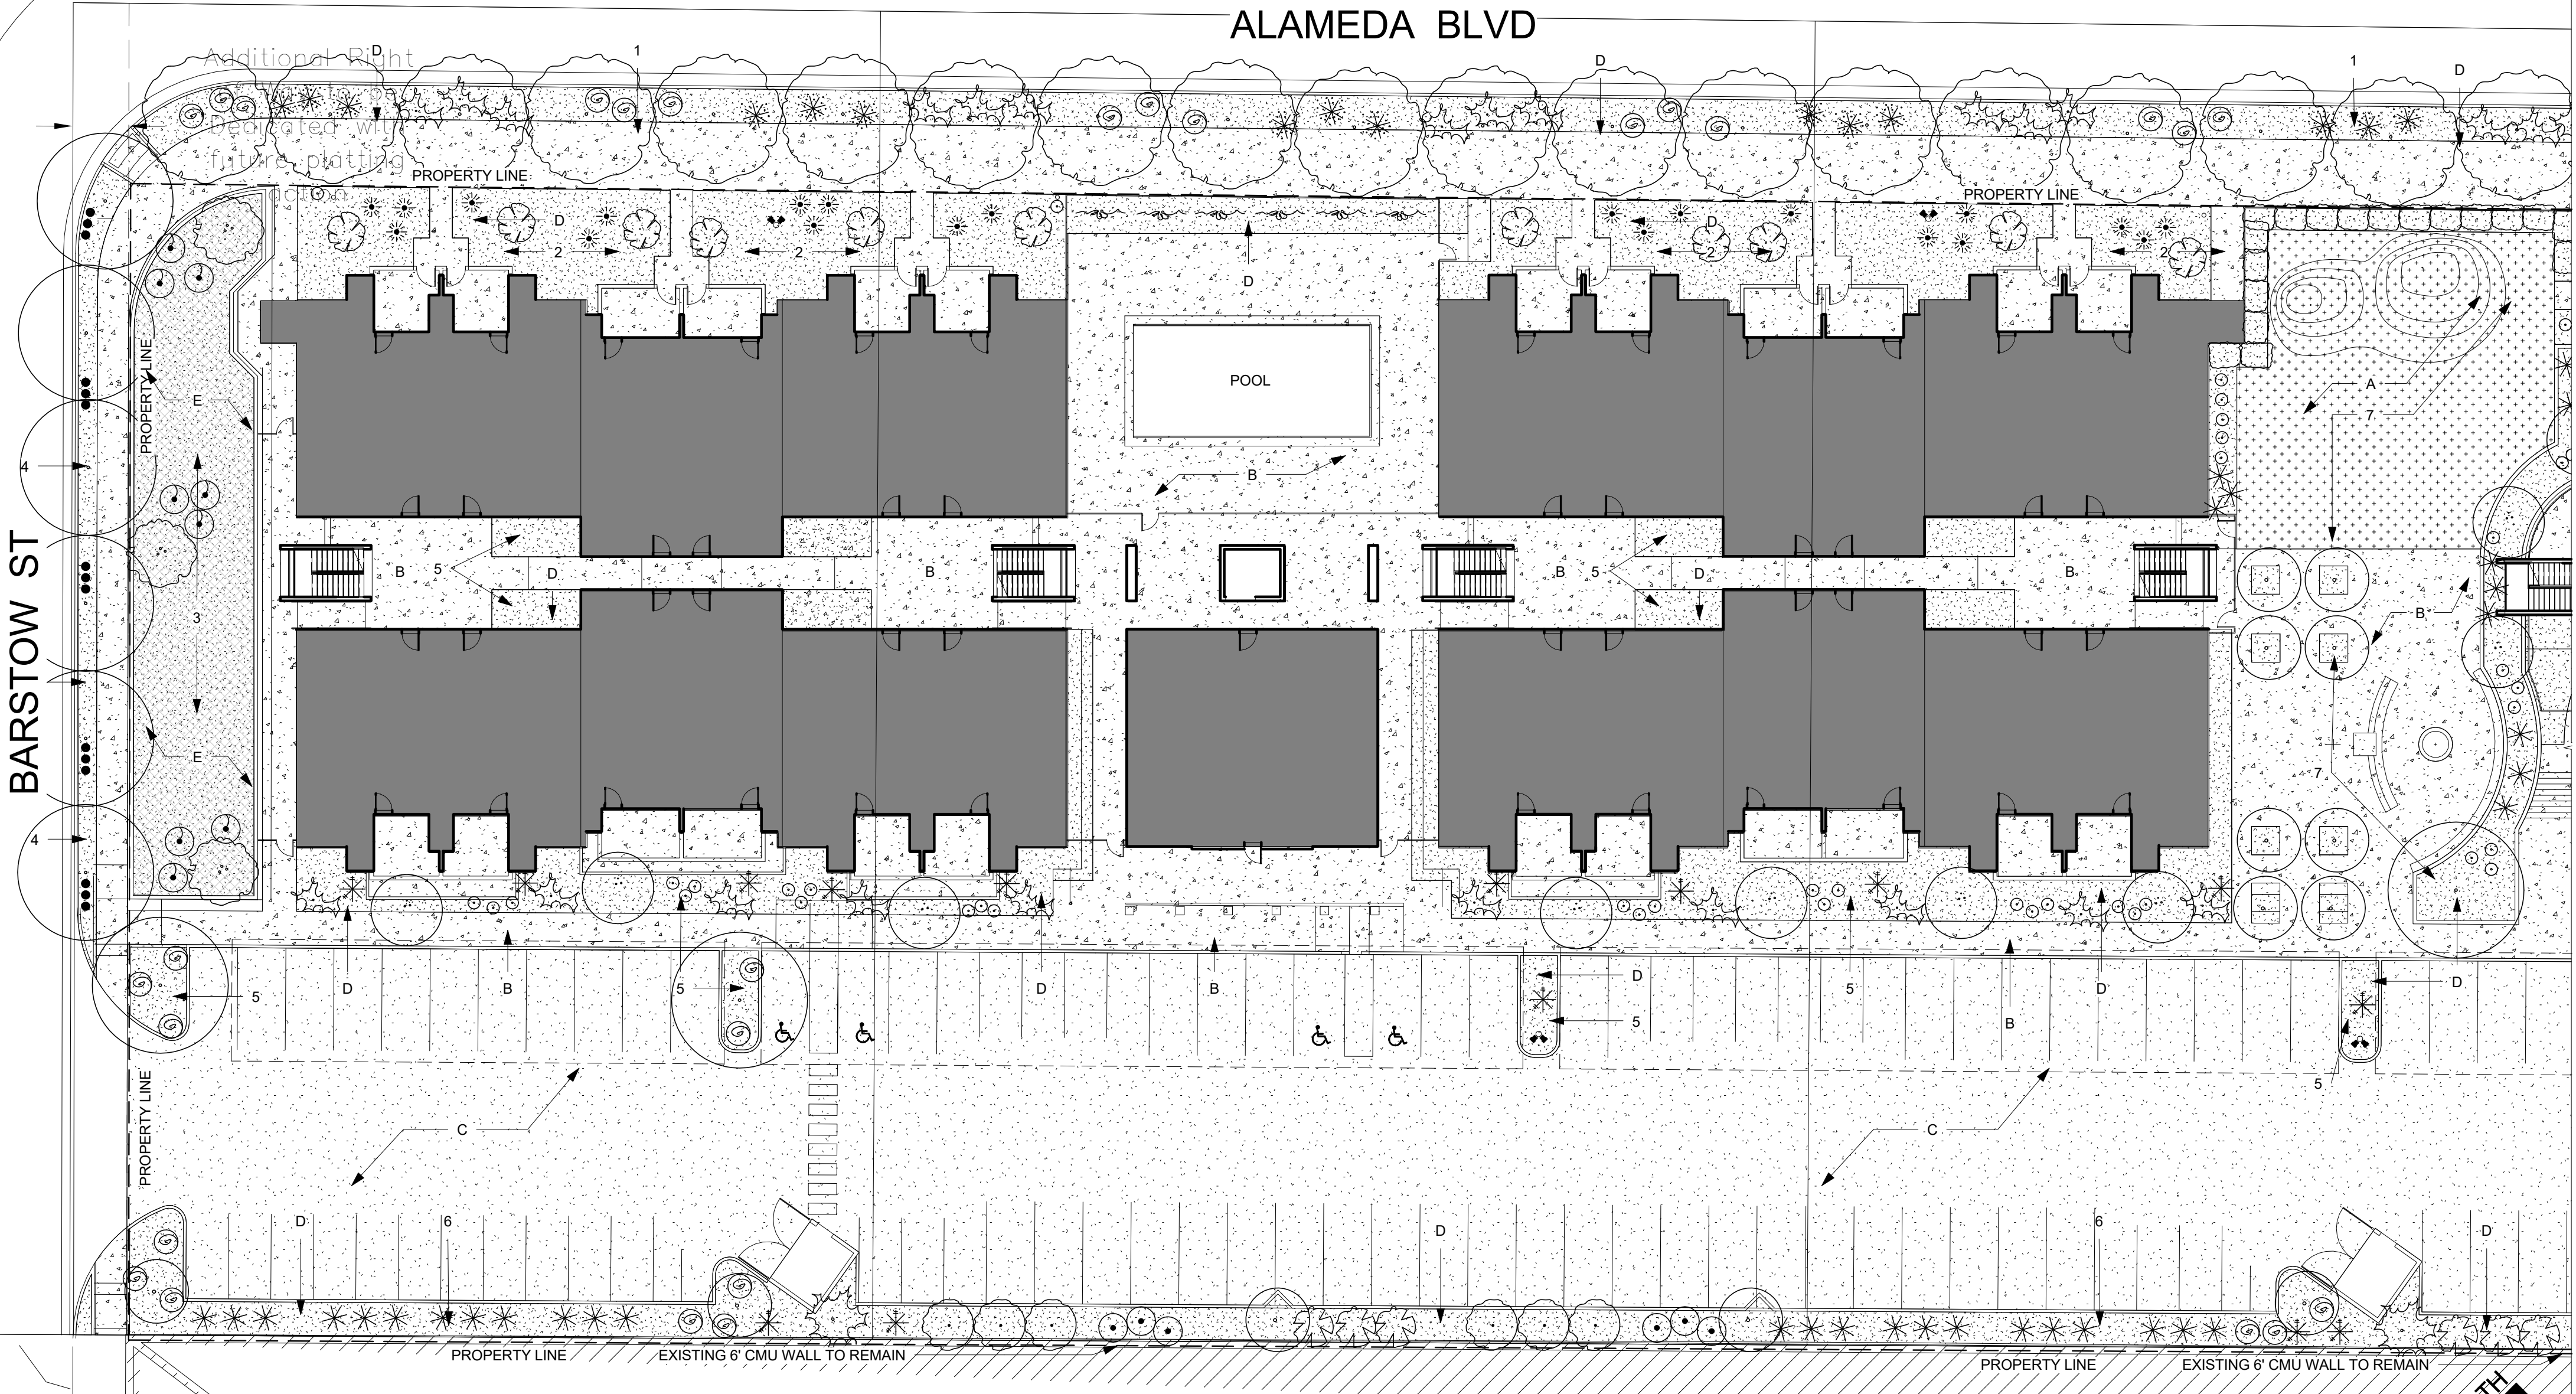 ALAMEDA BLVD
Additional Right
D
1
D
1
D
Dedicated with
future platting
action
PROPERTY LINE
PROPERTY LINE
D
2
2
D
D
2
2
POOL
PROPERTY LINE
E
A
7
4
B
BARSTOW ST
B
5
D
B
B
5
D
B
B
3
E
7
4
5
D
B
5
D
B
D
5
5
B
D
D
5
PROPERTY LINE
C
C
D
6
D
6
D
PROPERTY LINE
EXISTING 6' CMU WALL TO REMAIN
PROPERTY LINE
EXISTING 6' CMU WALL TO REMAIN
TH